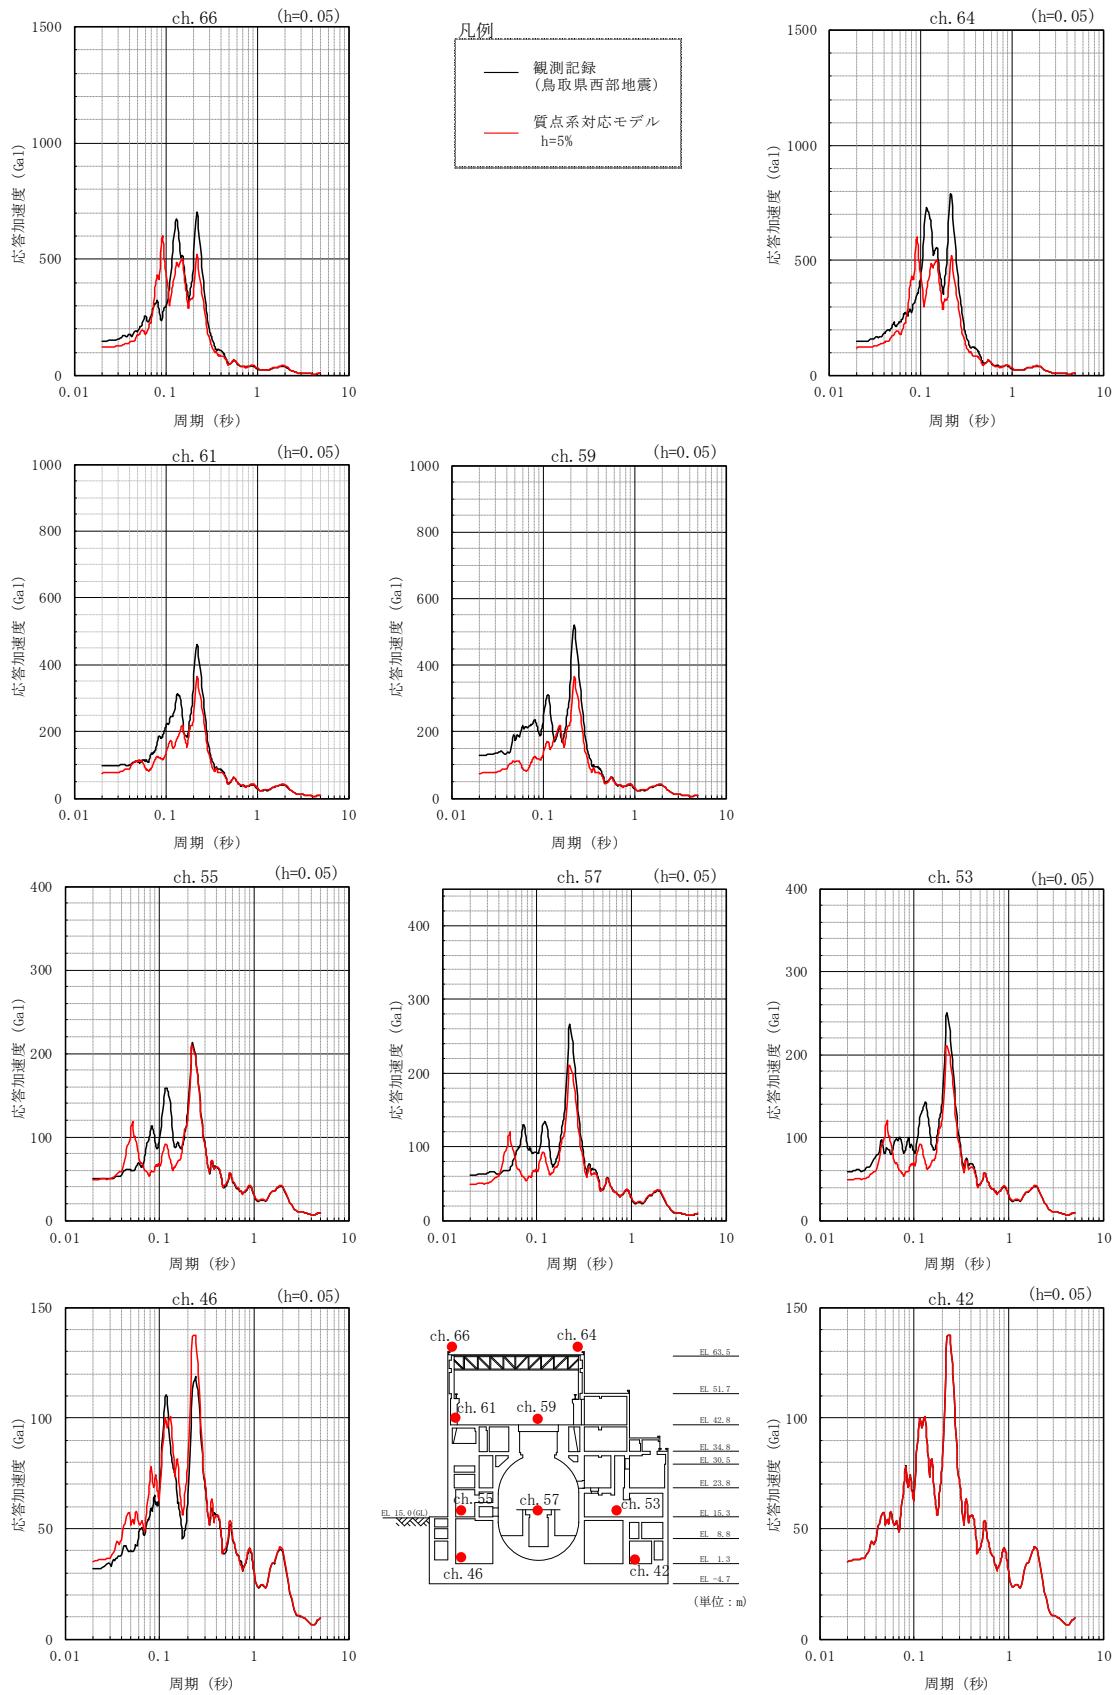 ch. 66 (h=0.05)
1500
1000
500
0
0.01 0.1 1 10
応答加速度 (Gal)
周期 (秒)
凡例
観測記録
(鳥取県西部地震)
質点系対応モデル
h=5%
ch. 64 (h=0.05)
1500
1000
500
0
0.01 0.1 1 10
応答加速度 (Gal)
周期 (秒)
ch. 61 (h=0.05)
1000
800
600
400
200
0
0.01 0.1 1 10
応答加速度 (Gal)
周期 (秒)
ch. 59 (h=0.05)
1000
800
600
400
200
0
0.01 0.1 1 10
応答加速度 (Gal)
周期 (秒)
ch. 55 (h=0.05)
400
300
200
100
0
0.01 0.1 1 10
応答加速度 (Gal)
周期 (秒)
ch. 57 (h=0.05)
400
300
200
100
0
0.01 0.1 1 10
応答加速度 (Gal)
周期 (秒)
ch. 53 (h=0.05)
400
300
200
100
0
0.01 0.1 1 10
応答加速度 (Gal)
周期 (秒)
ch. 46 (h=0.05)
150
100
50
0
0.01 0.1 1 10
応答加速度 (Gal)
周期 (秒)
ch. 66 ch. 64
EL 63.5
EL 51.7
ch. 61 ch. 59
EL 42.8
EL 34.8
EL 30.5
EL 23.8
ch. 55 ch. 57 ch. 53
EL 15.0(GL)
EL 15.3
EL 8.8
EL 1.3
ch. 46 ch. 42
EL -4.7
(単位：m)
ch. 42 (h=0.05)
150
100
50
0
0.01 0.1 1 10
応答加速度 (Gal)
周期 (秒)